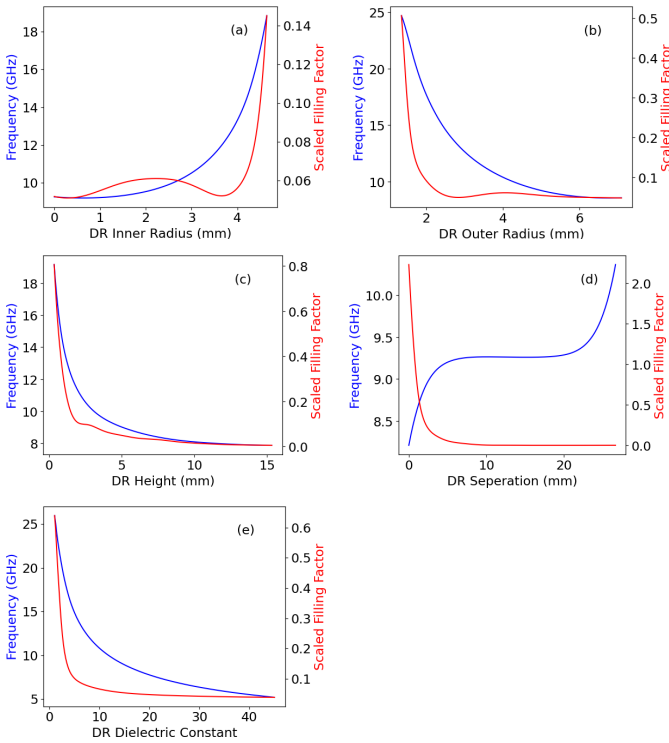 (a)
Frequency (GHz)
18
16
14
12
10
0.14
0.12
0.10
0.08
0.06
Scaled Filling Factor
0 1 2 3 4
DR Inner Radius (mm)
(b)
Frequency (GHz)
25
20
15
10
0.5
0.4
0.3
0.2
0.1
Scaled Filling Factor
2 4 6
DR Outer Radius (mm)
(c)
Frequency (GHz)
18
16
14
12
10
8
0.8
0.6
0.4
0.2
0.0
Scaled Filling Factor
0 5 10 15
DR Height (mm)
(d)
Frequency (GHz)
10.0
9.5
9.0
8.5
2.0
1.5
1.0
0.5
0.0
Scaled Filling Factor
0 10 20
DR Seperation (mm)
(e)
Frequency (GHz)
25
20
15
10
5
0.6
0.5
0.4
0.3
0.2
0.1
Scaled Filling Factor
0 10 20 30 40
DR Dielectric Constant